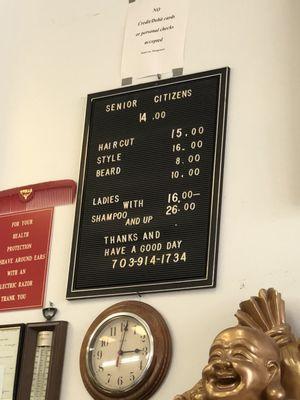 NO
Credit/Debit cards
or personal checks
accepted
SENIOR CITIZENS
14.00
HAIRCUT 15.00
STYLE 16.00
BEARD 8.00
10.00
LADIES WITH 16.00-
SHAMPOO AND UP 26.00
THANKS AND
HAVE A GOOD DAY
703-914-1734
FOR YOUR
HEALTH
PROTECTION
SHAVE AROUND EARS
WITH AN
ELECTRIC RAZOR
THANK YOU